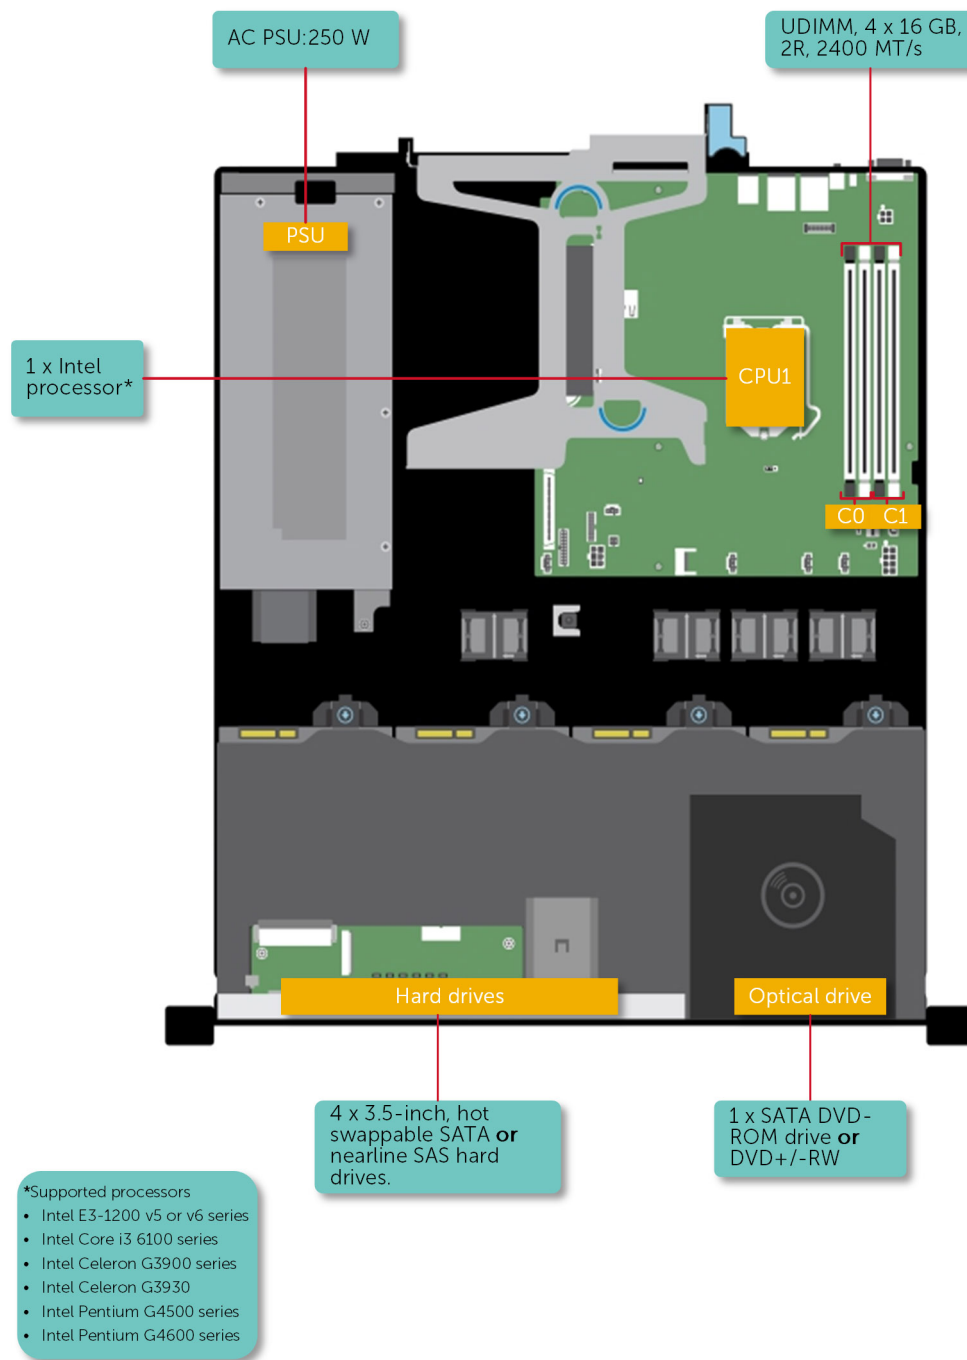 AC PSU:250 W
UDIMM, 4 x 16 GB,
2R, 2400 MT/s
PSU
1 x Intel
processor*
CPU1
C0 C1
Hard drives
Optical drive
4 x 3.5-inch, hot
swappable SATA or
nearline SAS hard
drives.
1 x SATA DVD-
ROM drive or
DVD+/-RW
*Supported processors
• Intel E3-1200 v5 or v6 series
• Intel Core i3 6100 series
• Intel Celeron G3900 series
• Intel Celeron G3930
• Intel Pentium G4500 series
• Intel Pentium G4600 series